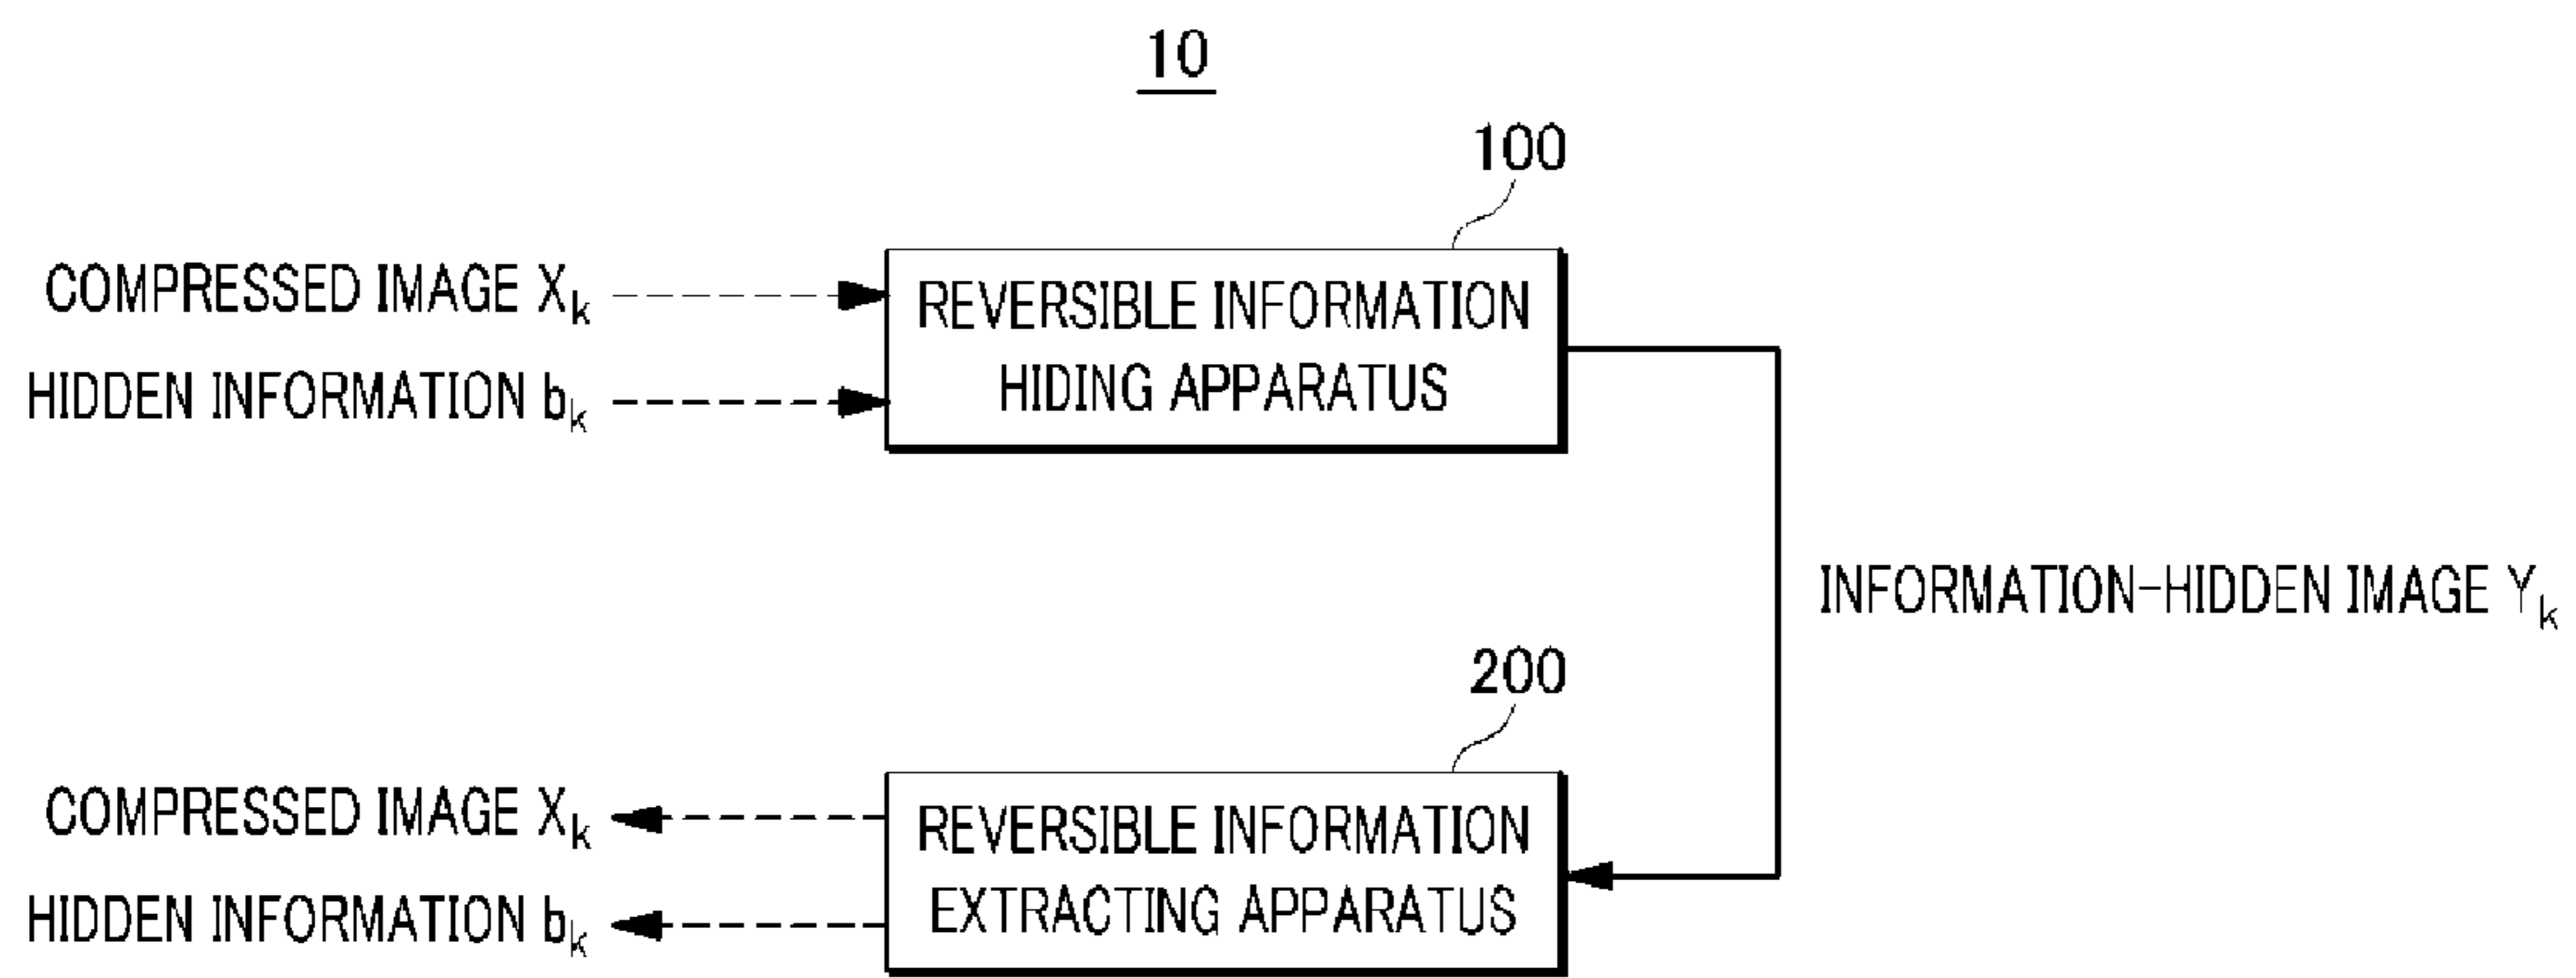 10
100
COMPRESSED IMAGE Xk
HIDDEN INFORMATION bk
REVERSIBLE INFORMATION
HIDING APPARATUS
INFORMATION-HIDDEN IMAGE Yk
200
COMPRESSED IMAGE Xk
HIDDEN INFORMATION bk
REVERSIBLE INFORMATION
EXTRACTING APPARATUS